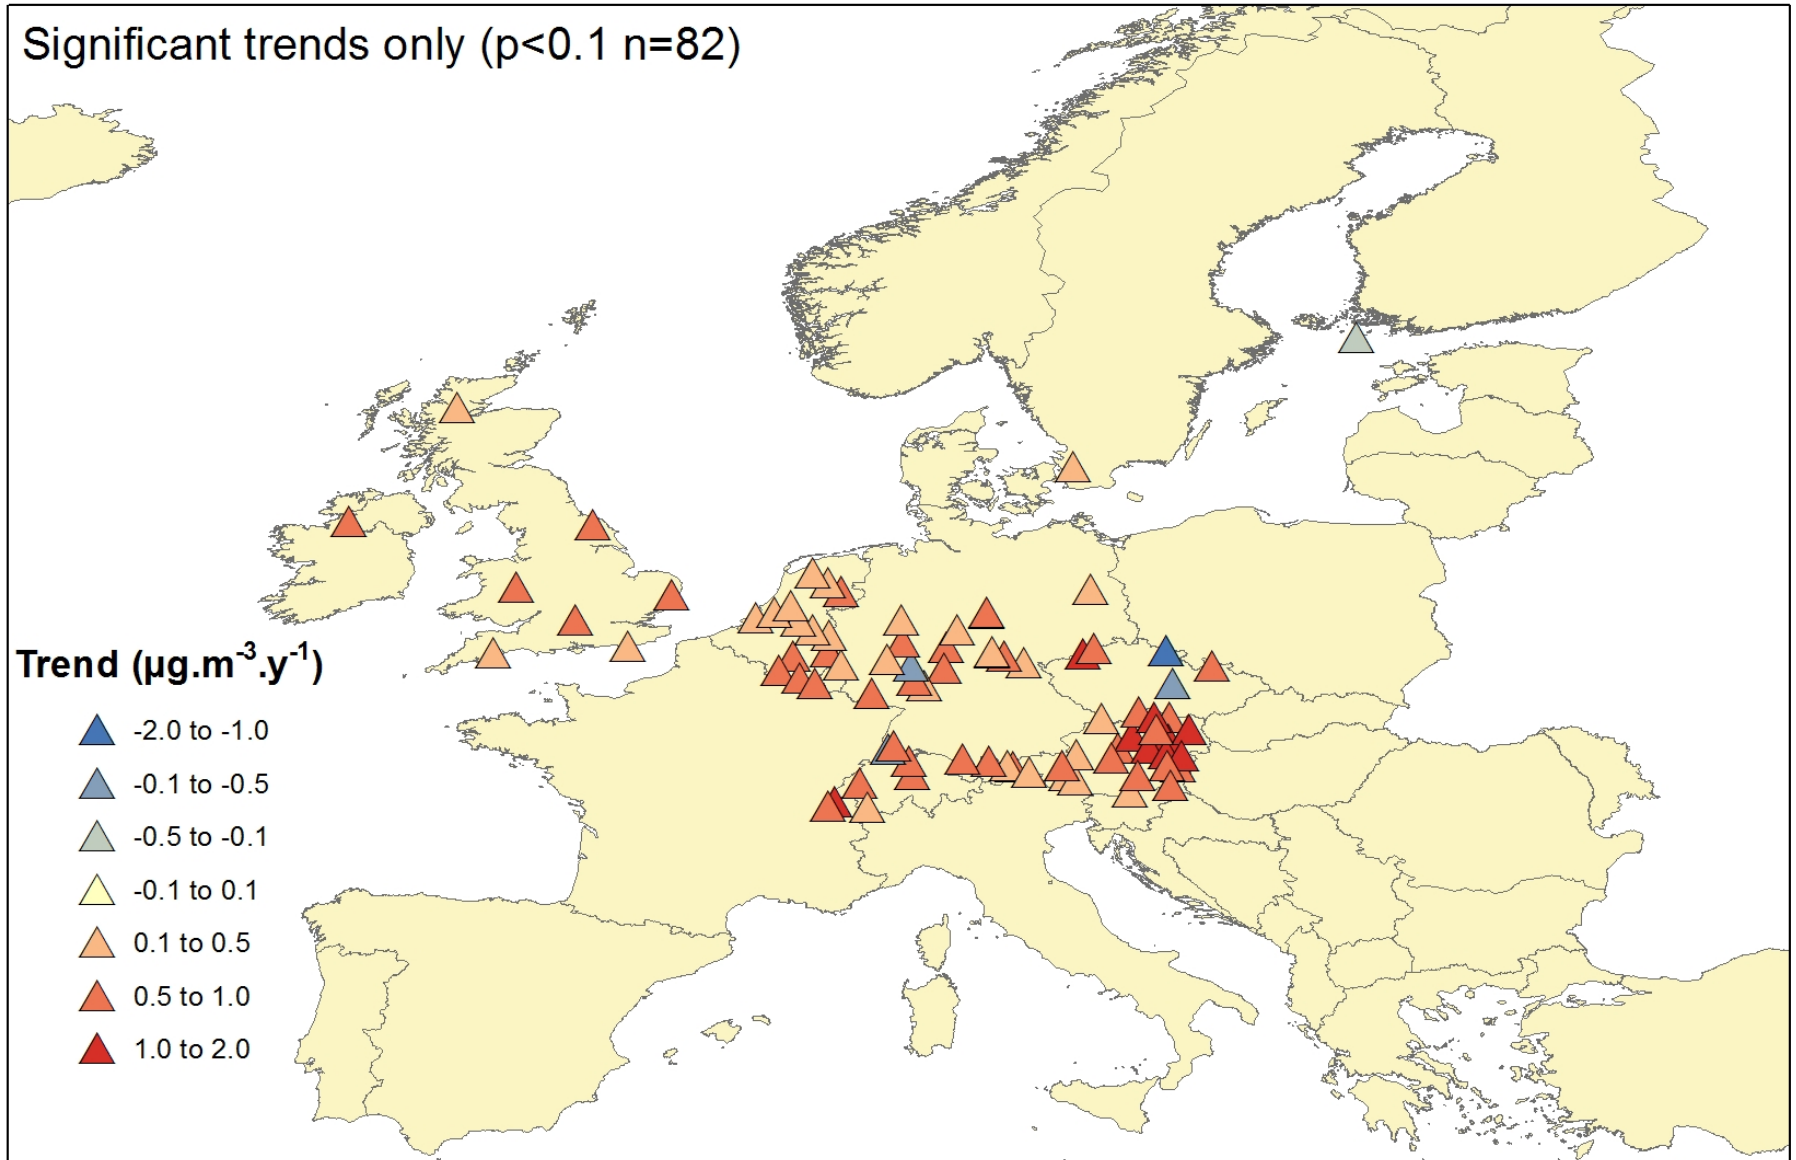 Significant trends only (p<0.1 n=82)
Trend (µg.m-3.y-1)
-2.0 to -1.0
-0.1 to -0.5
-0.5 to -0.1
-0.1 to 0.1
0.1 to 0.5
0.5 to 1.0
1.0 to 2.0